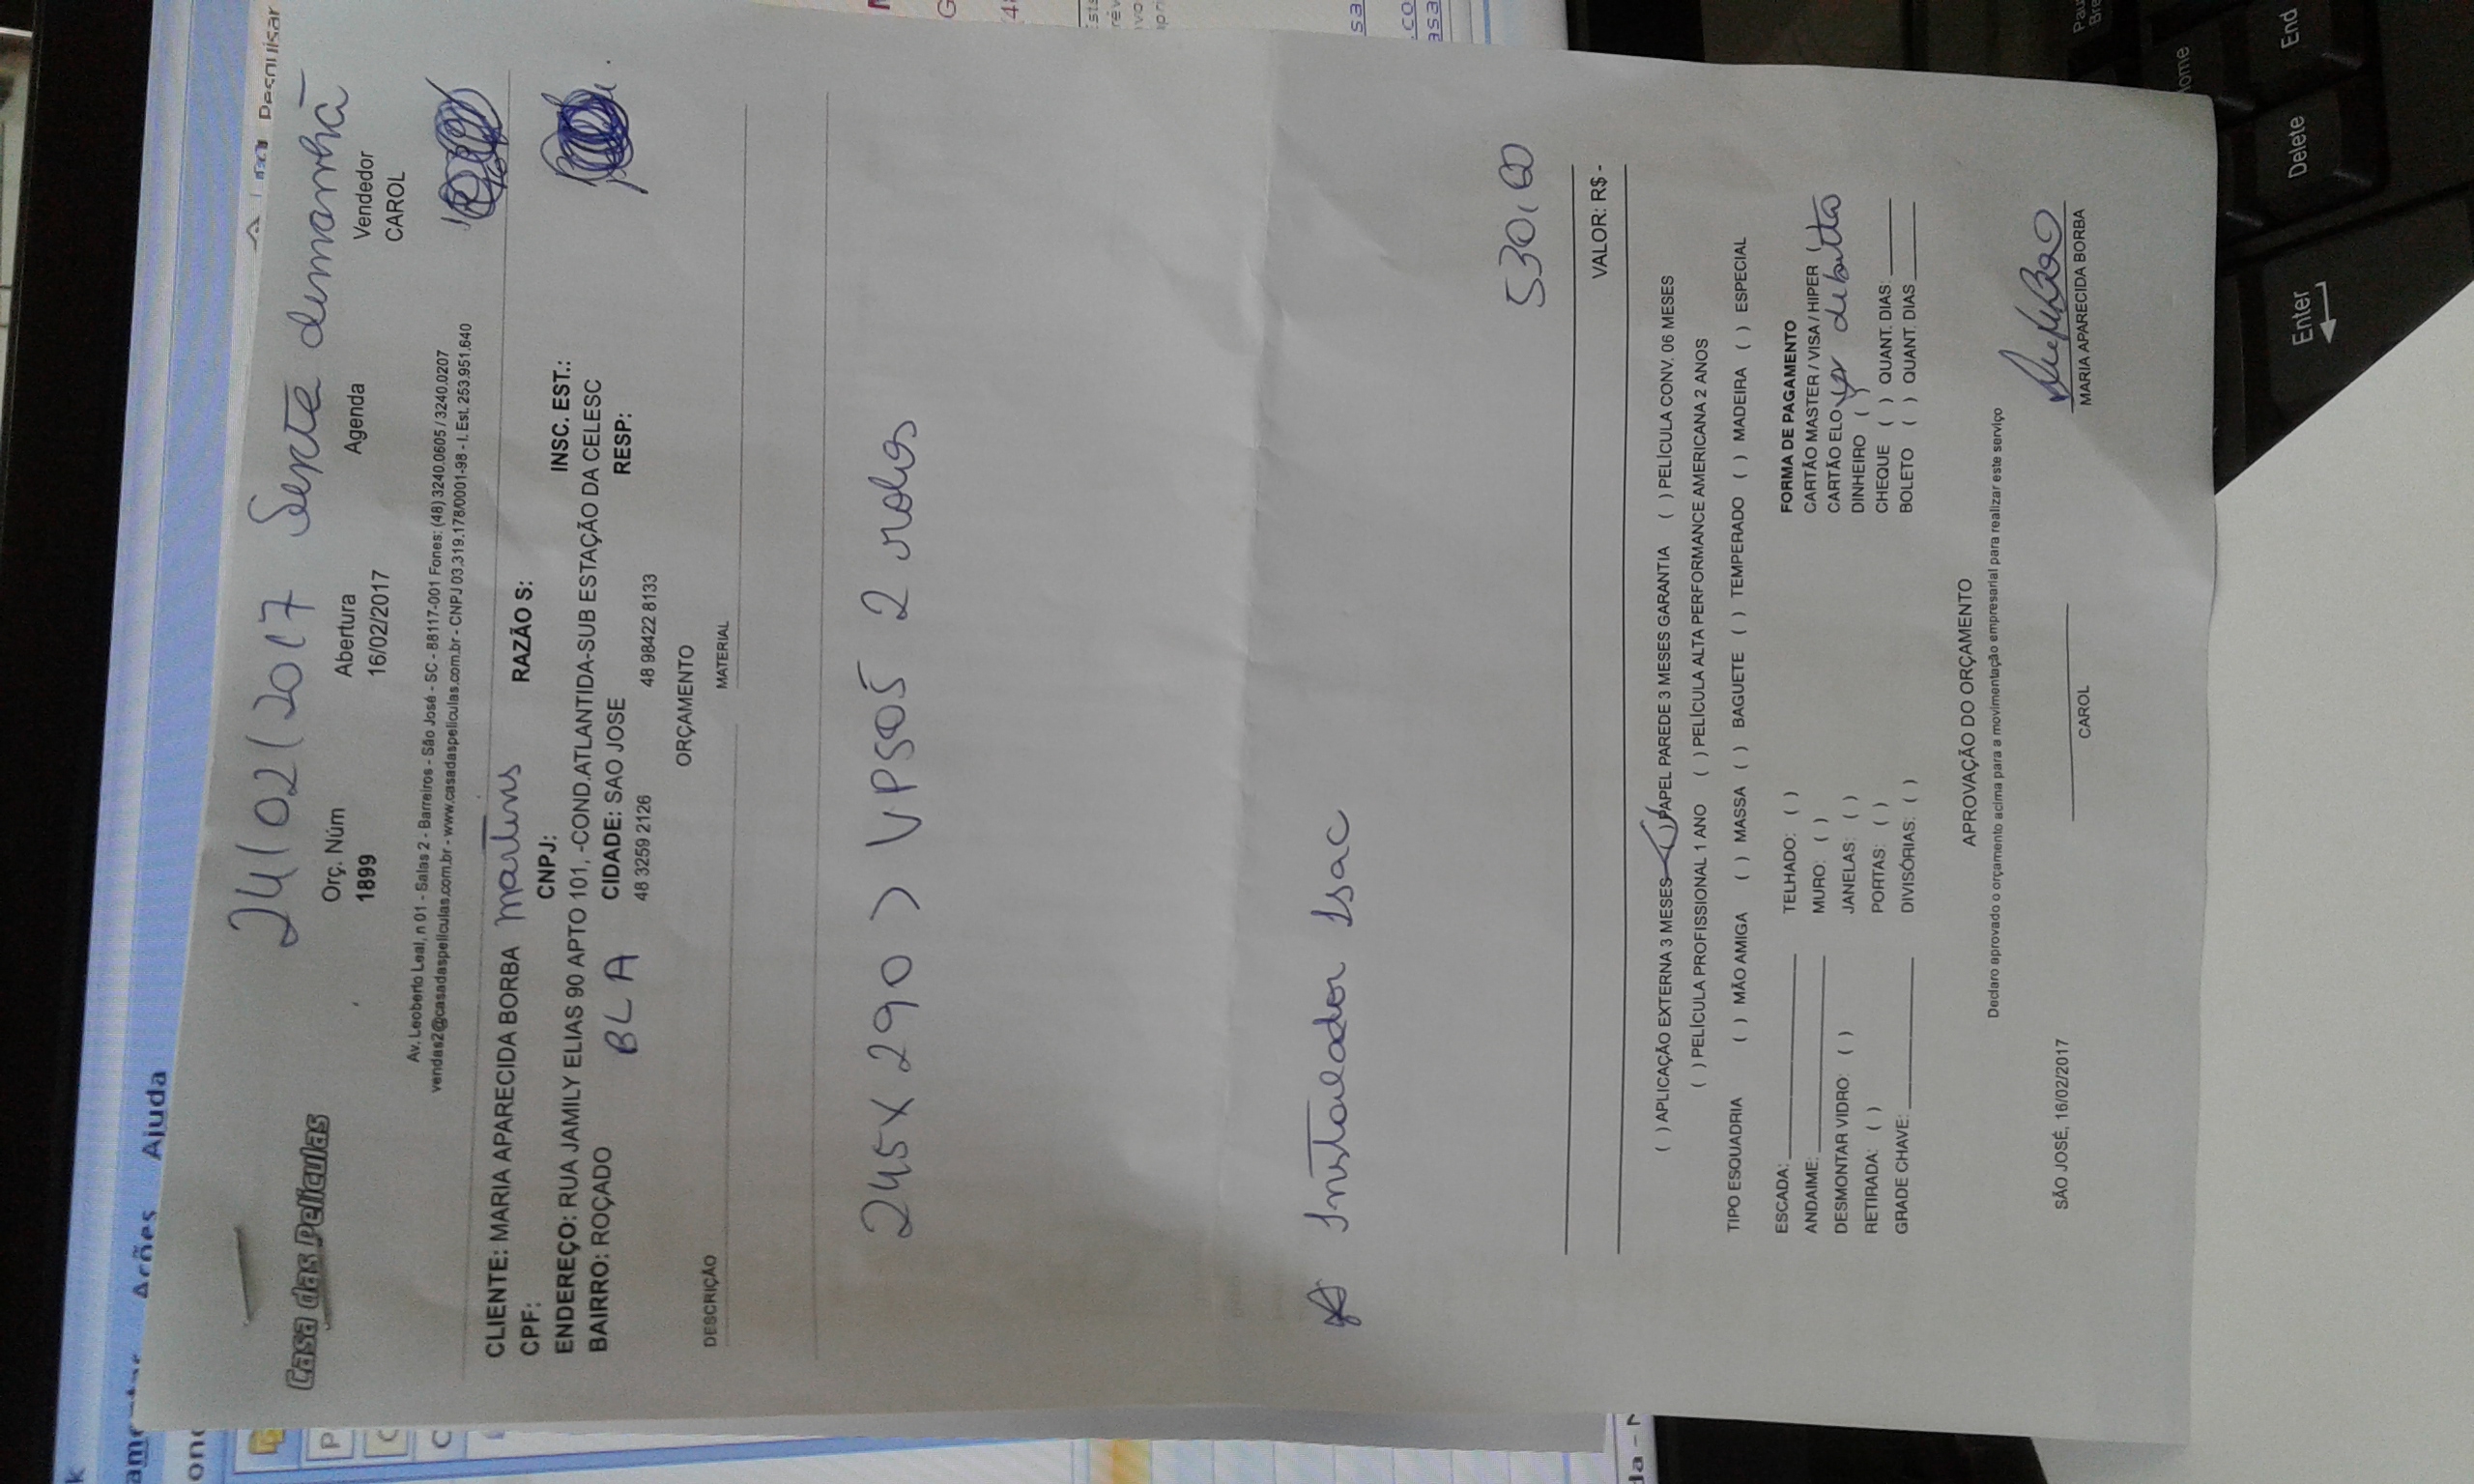 24/02/2017 Sexta demanhã
Casa das Películas
Orç. Núm Abertura Agenda Vendedor
1899 16/02/2017 CAROL
Av. Leoberto Leal, n 01 - Salas 2 - Barreiros - São José - SC - 88117-001 Fones: (48) 3240.0605 / 3240.0207
vendas2@casadaspeliculas.com.br - www.casadaspeliculas.com.br - CNPJ 03.319.178/0001-98 - I. Est. 253.951.640
CLIENTE: MARIA APARECIDA BORBA martins RAZÃO S:
CPF: CNPJ: INSC. EST.:
ENDEREÇO: RUA JAMILY ELIAS 90 APTO 101, -COND.ATLANTIDA-SUB ESTAÇÃO DA CELESC
BAIRRO: ROÇADO BLA CIDADE: SAO JOSE RESP:
48 3259 2126 48 98422 8133
ORÇAMENTO
DESCRIÇÃO MATERIAL
245 x 290 > VPS05 2 rolos
Instalador Isac
530,00
VALOR: R$ -
( ) APLICAÇÃO EXTERNA 3 MESES ( ) PAPEL PAREDE 3 MESES GARANTIA ( ) PELÍCULA CONV. 06 MESES
( ) PELÍCULA PROFISSIONAL 1 ANO ( ) PELÍCULA ALTA PERFORMANCE AMERICANA 2 ANOS
TIPO ESQUADRIA ( ) MÃO AMIGA ( ) MASSA ( ) BAGUETE ( ) TEMPERADO ( ) MADEIRA ( ) ESPECIAL
ESCADA: TELHADO: ( ) FORMA DE PAGAMENTO
ANDAIME: MURO: ( ) CARTÃO MASTER / VISA / HIPER (
DESMONTAR VIDRO: ( ) JANELAS: ( ) CARTÃO ELO debitto
RETIRADA: ( ) PORTAS: ( ) DINHEIRO ( )
GRADE CHAVE: DIVISÓRIAS: ( ) CHEQUE ( ) QUANT. DIAS:
BOLETO ( ) QUANT. DIAS
APROVAÇÃO DO ORÇAMENTO
Declaro aprovado o orçamento acima para a movimentação empresarial para realizar este serviço
SÃO JOSÉ, 16/02/2017 CAROL MARIA APARECIDA BORBA
Ações Ajuda
Pesquisar
Enter
Delete
End